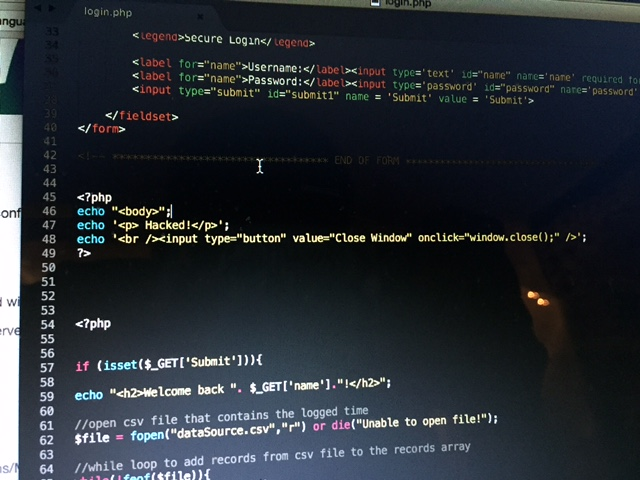 login.php
login.php
33
34 <legend>Secure Login</legend>
<label for="name">Username:</label><input type='text' id="name" name='name' required
<label for="name">Password:</label><input type='password' id="password" name='password'
<input type="submit" id="submit1" name = 'Submit' value = 'Submit'>
39 </fieldset>
40 </form>
41
42 END OF FORM
43
44
45 <?php
46 echo "<body>";
47 echo '<p> Hacked!</p>';
48 echo '<br /><input type="button" value="Close Window" onclick="window.close();" />';
49 ?>
50
51
52
53
54 <?php
55
56
57 if (isset($_GET['Submit'])){
58
59 echo "<h2>Welcome back ". $_GET['name']."!</h2>";
60
61 //open csv file that contains the logged time
62 $file = fopen("dataSource.csv","r") or die("Unable to open file!");
63
64 //while loop to add records from csv file to the records array
65 while(!feof($file)){